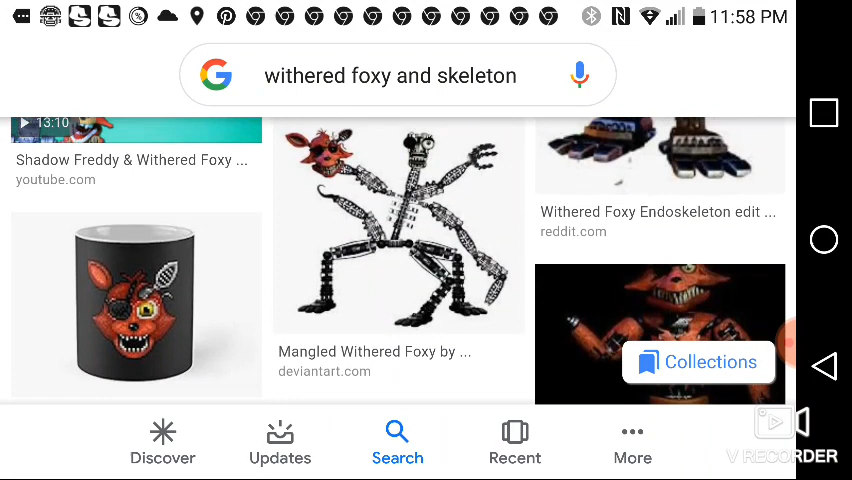 11:58 PM
withered foxy and skeleton
13:10
Shadow Freddy & Withered Foxy ...
youtube.com
Withered Foxy Endoskeleton edit ...
reddit.com
Mangled Withered Foxy by ...
deviantart.com
Collections
Discover
Updates
Search
Recent
More
V RECORDER